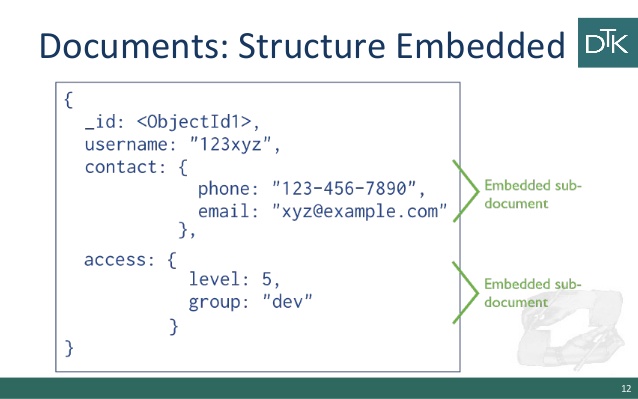 Documents: Structure Embedded
DTK
{
_id: <ObjectId1>,
username: "123xyz",
contact: {
phone: "123-456-7890",
email: "xyz@example.com"
},
Embedded sub-
document
access: {
level: 5,
group: "dev"
}
Embedded sub-
document
}
12